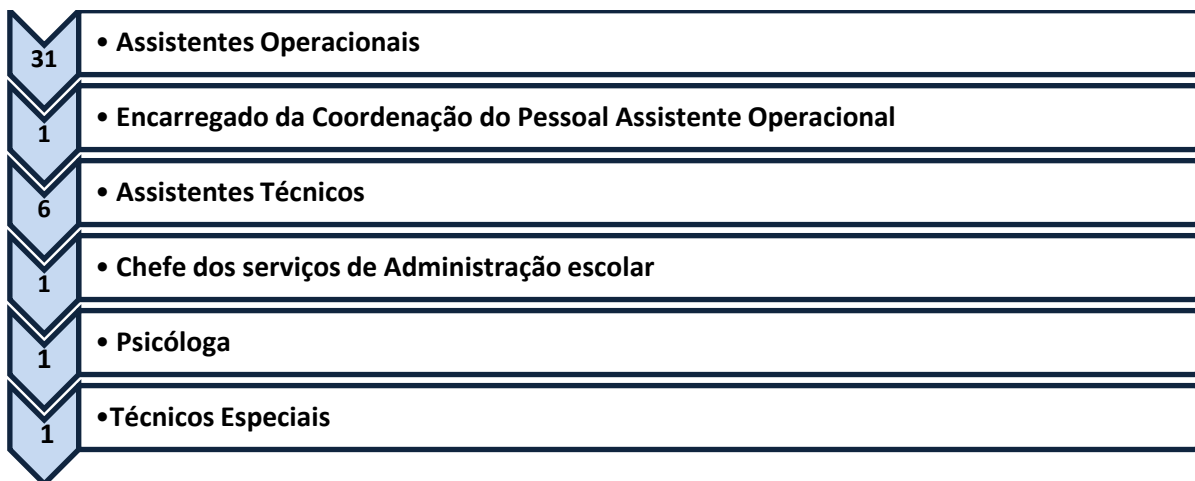 31 • Assistentes Operacionais
1 • Encarregado da Coordenação do Pessoal Assistente Operacional
6 • Assistentes Técnicos
1 • Chefe dos serviços de Administração escolar
1 • Psicóloga
1 •Técnicos Especiais